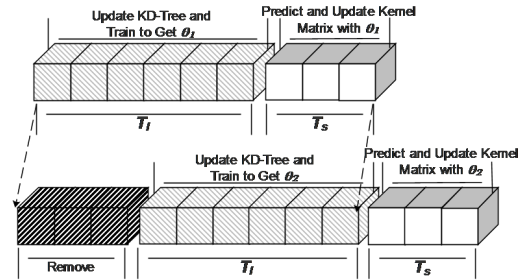 Update KD-Tree and
Train to Get θ1
Predict and Update Kernel
Matrix with θ1
Tl
Ts
Update KD-Tree and
Train to Get θ2
Predict and Update Kernel
Matrix with θ2
Remove
Tl
Ts